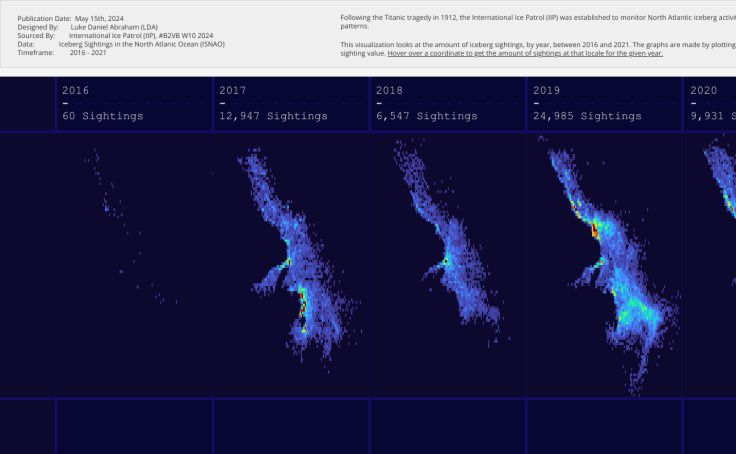 Publication Date: May 15th, 2024
Designed By: Luke Daniel Abraham (LDA)
Sourced By: International Ice Patrol (IIP), #B2VB W10 2024
Data: Iceberg Sightings in the North Atlanic Ocean (ISNAO)
Timeframe: 2016 - 2021
Following the Titanic tragedy in 1912, the International Ice Patrol (IIP) was established to monitor North Atlantic iceberg
patterns.
This visualization looks at the amount of iceberg sightings, by year, between 2016 and 2021. The graphs are made by plotting
sighting value. Hover over a coordinate to get the amount of sightings at that locale for the given year.
2016
60 Sightings
2017
12,947 Sightings
2018
6,547 Sightings
2019
24,985 Sightings
2020
9,931